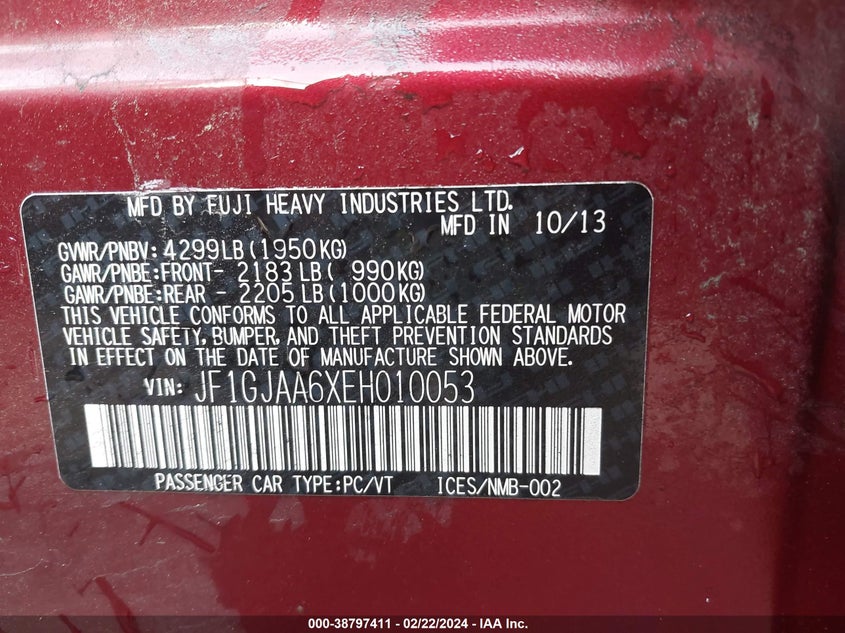 MFD BY FUJI HEAVY INDUSTRIES LTD.
MFD IN 10/13
GVWR/PNBV: 4299LB(1950KG)
GAWR/PNBE:FRONT- 2183LB( 990KG)
GAWR/PNBE:REAR - 2205LB(1000KG)
THIS VEHICLE CONFORMS TO ALL APPLICABLE FEDERAL MOTOR
VEHICLE SAFETY, BUMPER, AND THEFT PREVENTION STANDARDS
IN EFFECT ON THE DATE OF MANUFACTURE SHOWN ABOVE.
VIN: JF1GJAA6XEH010053
PASSENGER CAR TYPE:PC/VT ICES/NMB-002
000-38797411 - 02/22/2024 - IAA Inc.